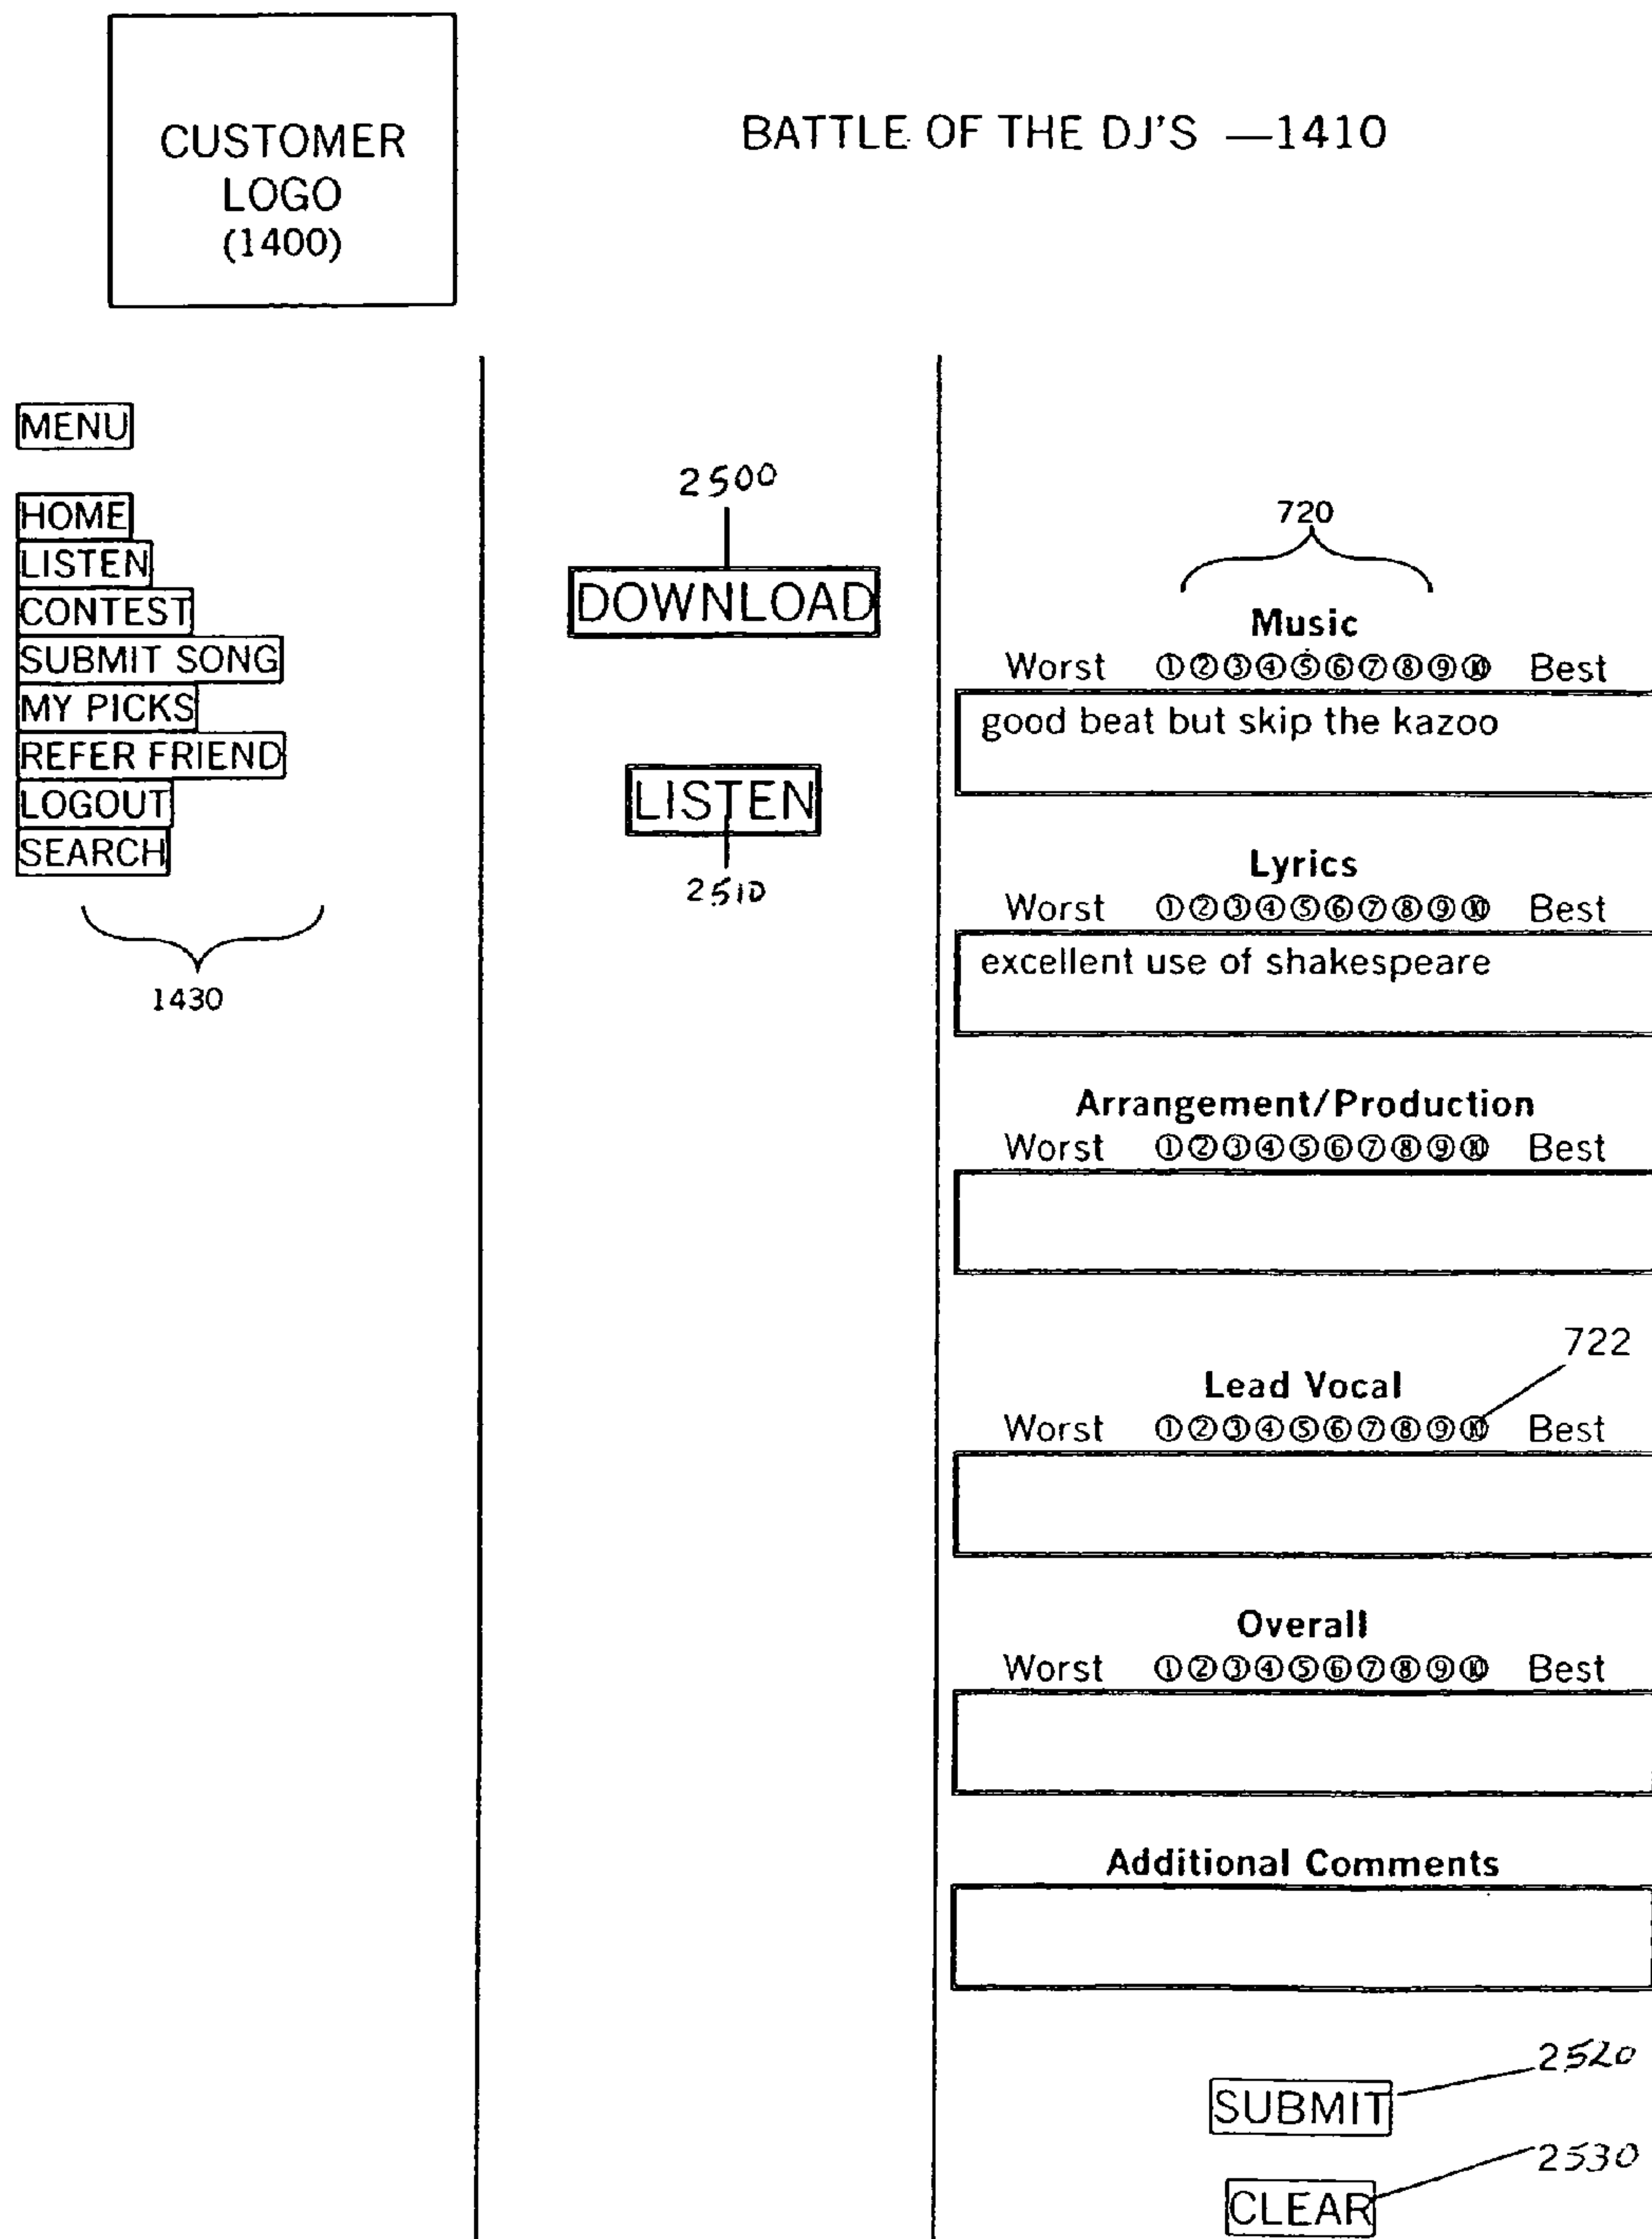 CUSTOMER
LOGO
(1400)
BATTLE OF THE DJ'S —1410
MENU
HOME
LISTEN
CONTEST
SUBMIT SONG
MY PICKS
REFER FRIEND
LOGOUT
SEARCH
1430
2500
DOWNLOAD
LISTEN
2510
720
Music
Worst ①②③④⑤⑥⑦⑧⑨⑩ Best
good beat but skip the kazoo
Lyrics
Worst ①②③④⑤⑥⑦⑧⑨⑩ Best
excellent use of shakespeare
Arrangement/Production
Worst ①②③④⑤⑥⑦⑧⑨⑩ Best
722
Lead Vocal
Worst ①②③④⑤⑥⑦⑧⑨⑩ Best
Overall
Worst ①②③④⑤⑥⑦⑧⑨⑩ Best
Additional Comments
2520
SUBMIT
2530
CLEAR